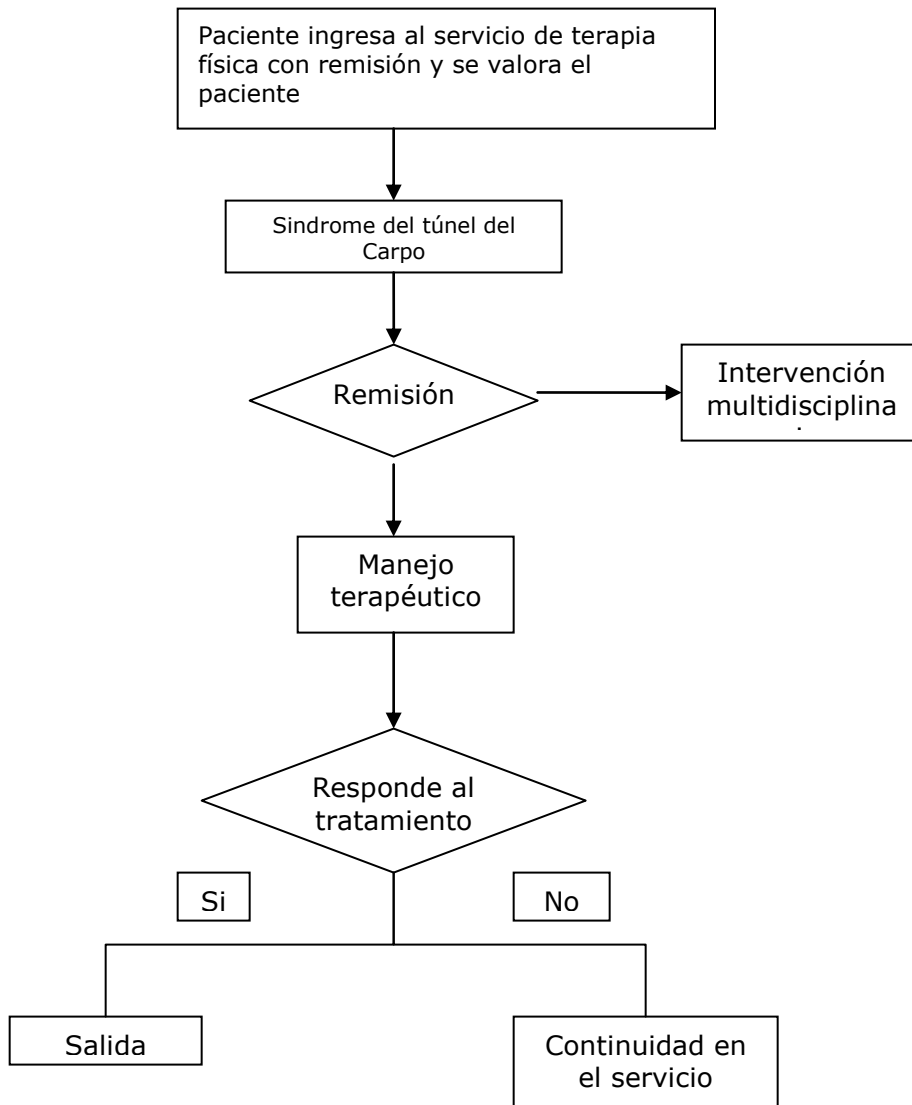 Paciente ingresa al servicio de terapia
física con remisión y se valora el
paciente
Sindrome del túnel del
Carpo
Remisión
Intervención
multidisciplina
Manejo
terapéutico
Responde al
tratamiento
Si
No
Salida
Continuidad en
el servicio